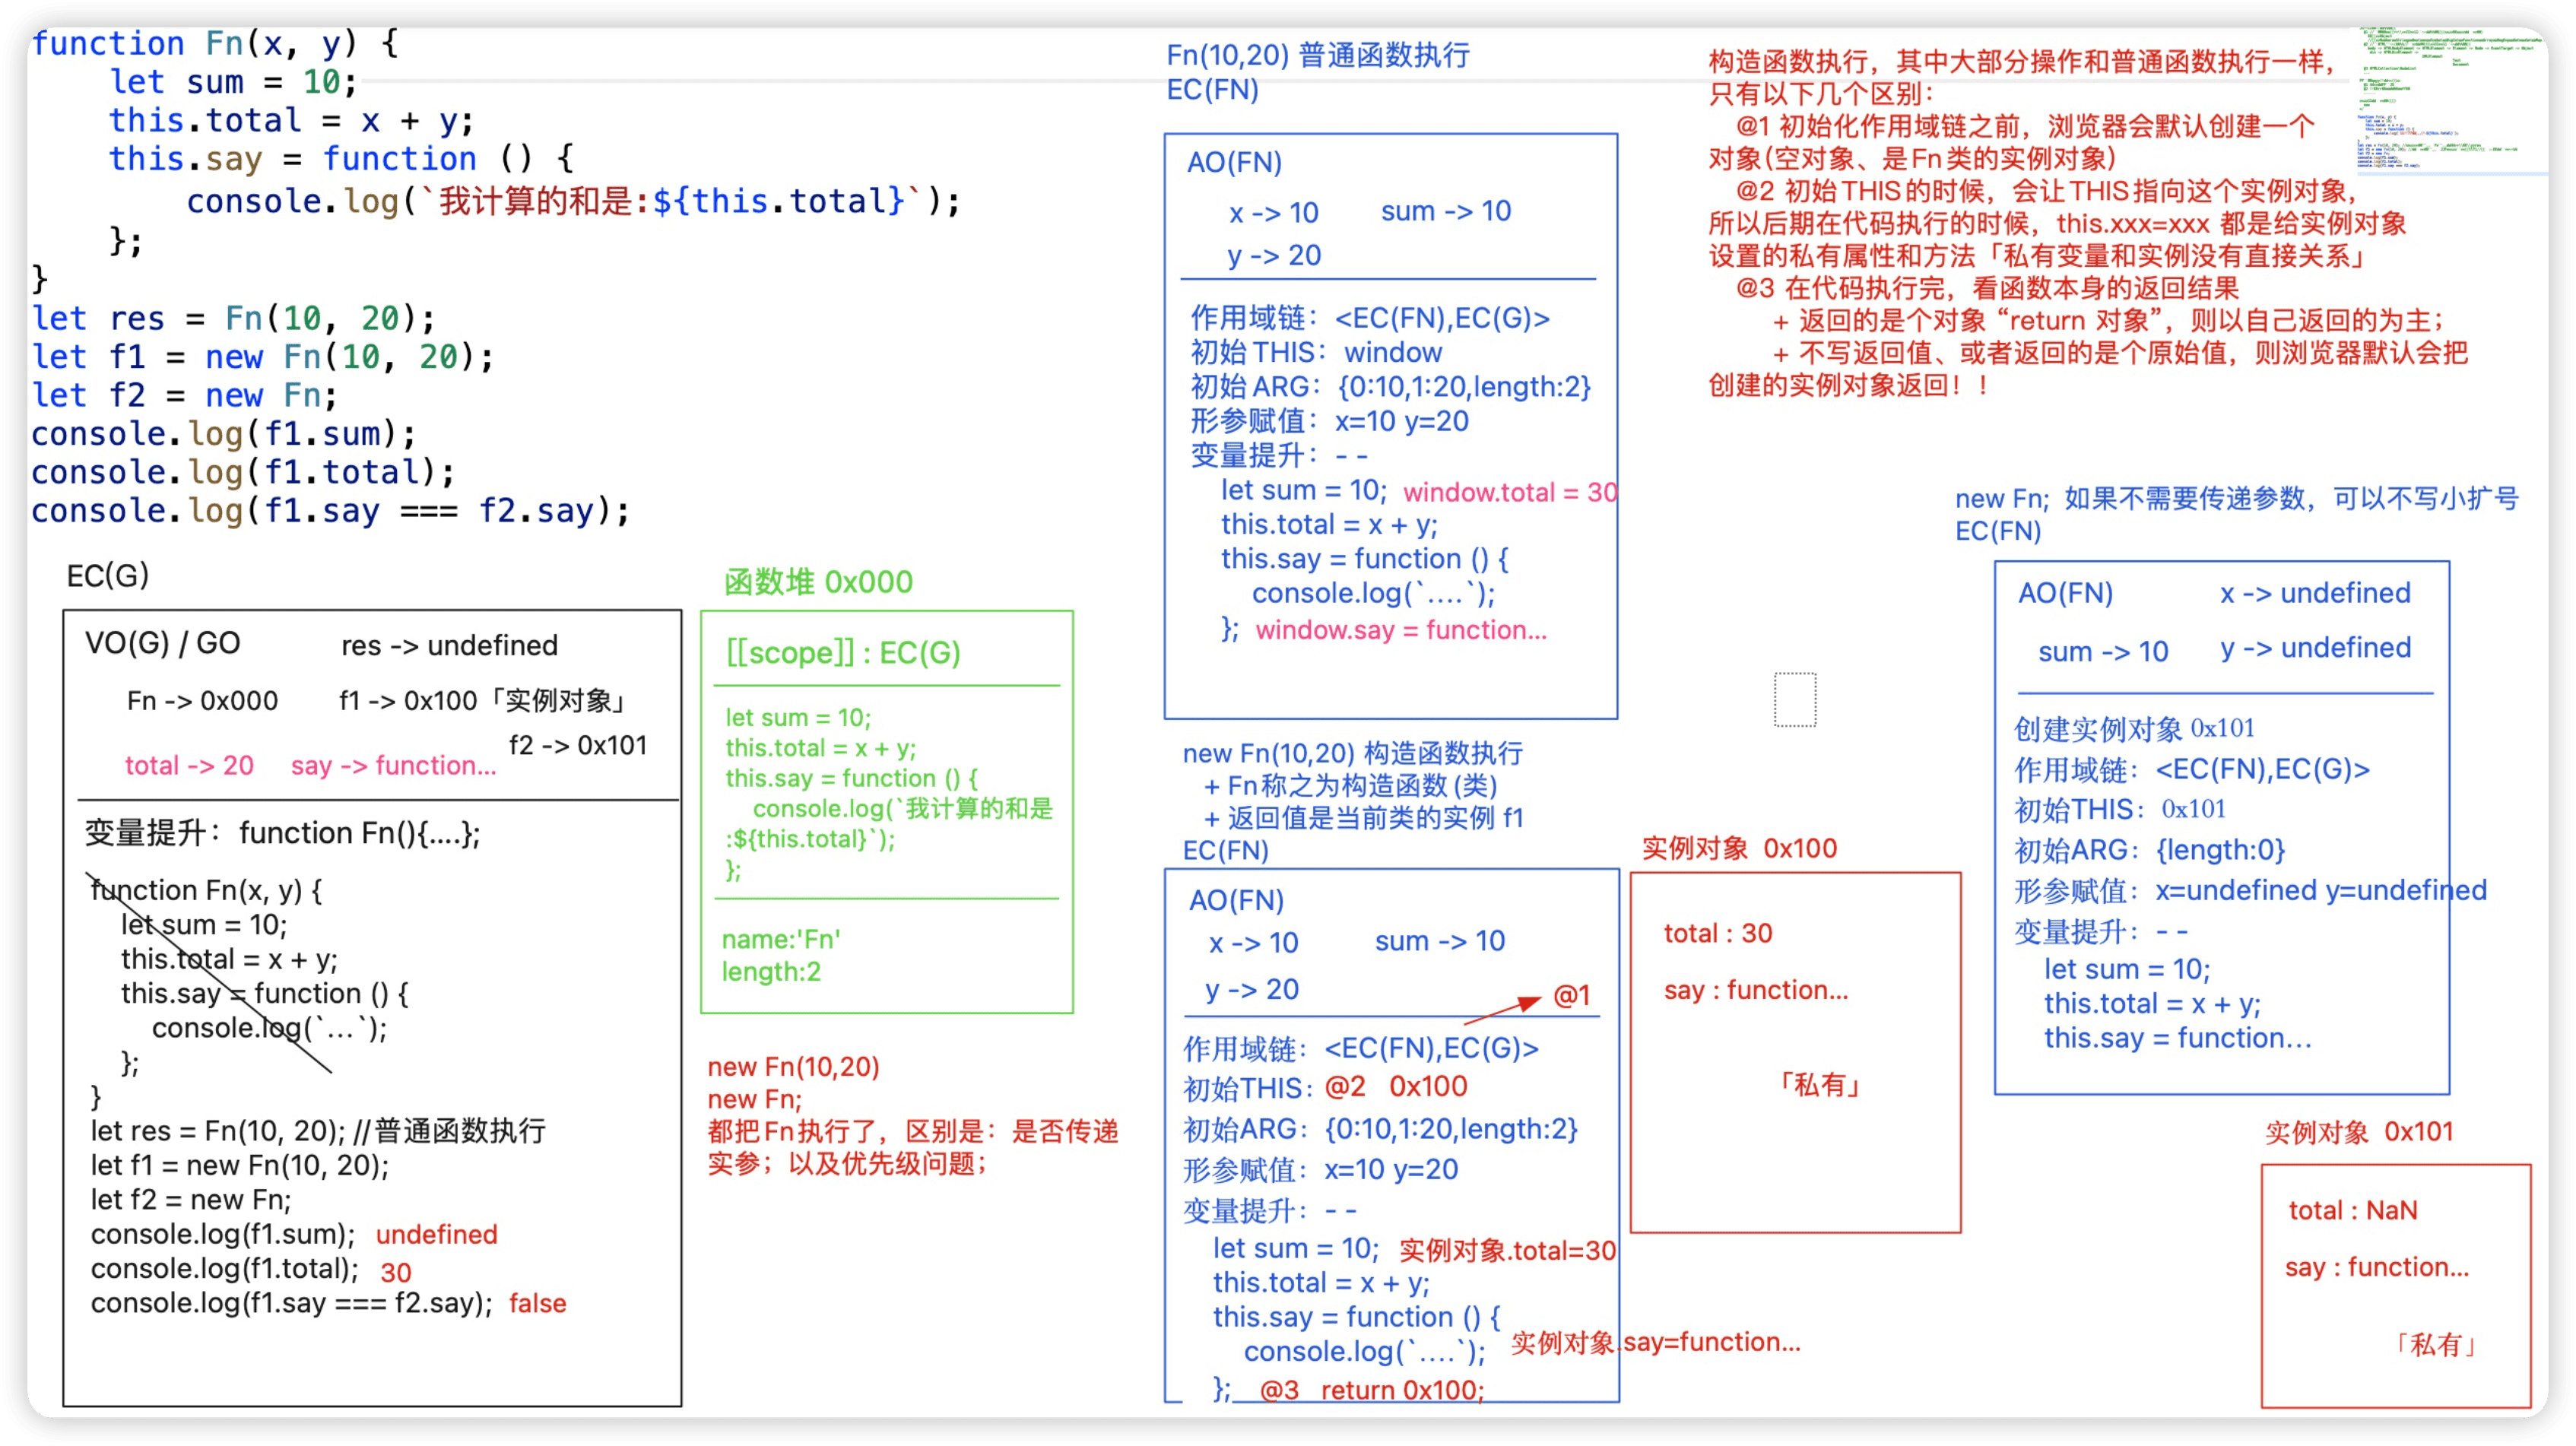 function Fn(x, y) {
let sum = 10;
this.total = x + y;
this.say = function () {
console.log(`我计算的和是:${this.total}`);
};
}
let res = Fn(10, 20);
let f1 = new Fn(10, 20);
let f2 = new Fn;
console.log(f1.sum);
console.log(f1.total);
console.log(f1.say === f2.say);
EC(G)
VO(G) / GO
res -> undefined
Fn -> 0x000
f1 -> 0x100「实例对象」
f2 -> 0x101
total -> 20
say -> function...
变量提升：function Fn(){....};
function Fn(x, y) {
let sum = 10;
this.total = x + y;
this.say = function () {
console.log(`...`);
};
}
let res = Fn(10, 20); //普通函数执行
let f1 = new Fn(10, 20);
let f2 = new Fn;
console.log(f1.sum); undefined
console.log(f1.total); 30
console.log(f1.say === f2.say); false
函数堆 0x000
[[scope]] : EC(G)
let sum = 10;
this.total = x + y;
this.say = function () {
console.log(`我计算的和是
:${this.total}`);
};
name:'Fn'
length:2
new Fn(10,20)
new Fn;
都把Fn执行了，区别是：是否传递
实参；以及优先级问题；
Fn(10,20) 普通函数执行
EC(FN)
AO(FN)
x -> 10
sum -> 10
y -> 20
作用域链：<EC(FN),EC(G)>
初始THIS：window
初始ARG：{0:10,1:20,length:2}
形参赋值：x=10 y=20
变量提升：- -
let sum = 10; window.total = 30
this.total = x + y;
this.say = function () {
console.log(`....`);
}; window.say = function...
new Fn(10,20) 构造函数执行
+ Fn称之为构造函数 (类)
+ 返回值是当前类的实例 f1
EC(FN)
AO(FN)
x -> 10
sum -> 10
y -> 20
@1
作用域链：<EC(FN),EC(G)>
初始THIS：@2 0x100
初始ARG：{0:10,1:20,length:2}
形参赋值：x=10 y=20
变量提升：- -
let sum = 10; 实例对象.total=30
this.total = x + y;
this.say = function () {
console.log(`....`); 实例对象.say=function...
}; @3 return 0x100;
实例对象 0x100
total : 30
say : function...
「私有」
构造函数执行，其中大部分操作和普通函数执行一样，
只有以下几个区别：
@1 初始化作用域链之前，浏览器会默认创建一个
对象(空对象、是Fn类的实例对象)
@2 初始THIS的时候，会让THIS指向这个实例对象，
所以后期在代码执行的时候，this.xxx=xxx 都是给实例对象
设置的私有属性和方法「私有变量和实例没有直接关系」
@3 在代码执行完，看函数本身的返回结果
+ 返回的是个对象 “return 对象”，则以自己返回的为主；
+ 不写返回值、或者返回的是个原始值，则浏览器默认会把
创建的实例对象返回！！
new Fn; 如果不需要传递参数，可以不写小扩号
EC(FN)
AO(FN)
x -> undefined
sum -> 10
y -> undefined
创建实例对象 0x101
作用域链：<EC(FN),EC(G)>
初始THIS：0x101
初始ARG：{length:0}
形参赋值：x=undefined y=undefined
变量提升：- -
let sum = 10;
this.total = x + y;
this.say = function...
实例对象 0x101
total : NaN
say : function...
「私有」